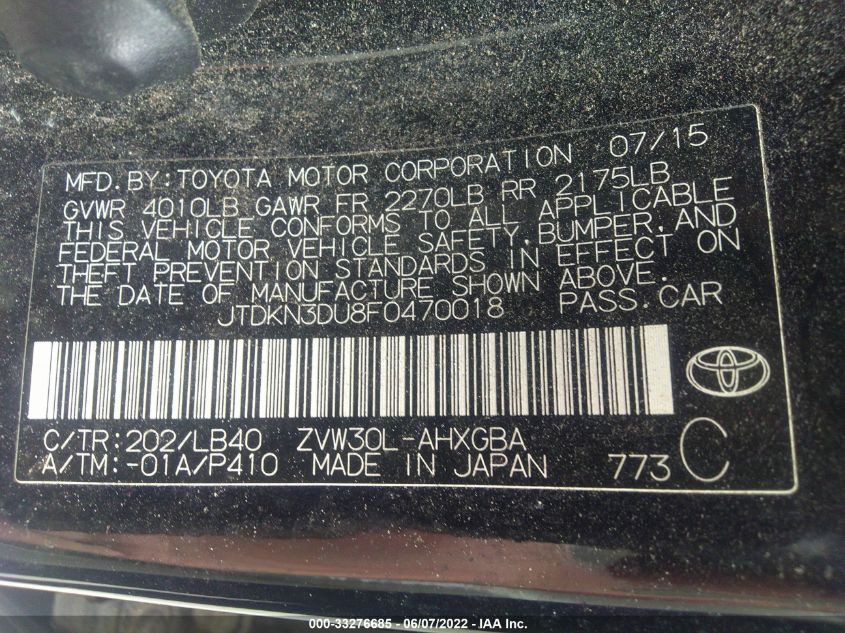 MFD. BY: TOYOTA MOTOR CORPORATION 07/15
GVWR 4010LB GAWR FR 2270LB RR 2175LB
THIS VEHICLE CONFORMS TO ALL APPLICABLE
FEDERAL MOTOR VEHICLE SAFETY, BUMPER, AND
THEFT PREVENTION STANDARDS IN EFFECT ON
THE DATE OF MANUFACTURE SHOWN ABOVE.
JTDKN3DU8F0470018 PASS. CAR
C/TR: 202/LB40 ZVW30L-AHXGBA
A/TM: -01A/P410 MADE IN JAPAN 773 C
000-33276685 - 06/07/2022 - IAA Inc.